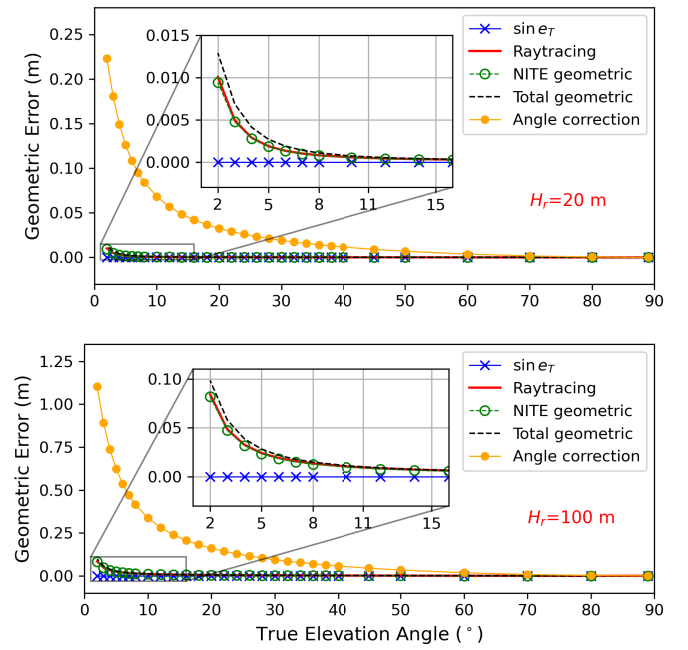 Geometric Error (m)
0.25
0.20
0.15
0.10
0.05
0.00
0 10 20 30 40 50 60 70 80 90
0.015
0.010
0.005
0.000
2 5 8 11 15
sin e_T
Raytracing
NITE geometric
Total geometric
Angle correction
H_r=20 m
Geometric Error (m)
1.25
1.00
0.75
0.50
0.25
0.00
0 10 20 30 40 50 60 70 80 90
0.10
0.05
0.00
2 5 8 11 15
sin e_T
Raytracing
NITE geometric
Total geometric
Angle correction
H_r=100 m
True Elevation Angle (°)